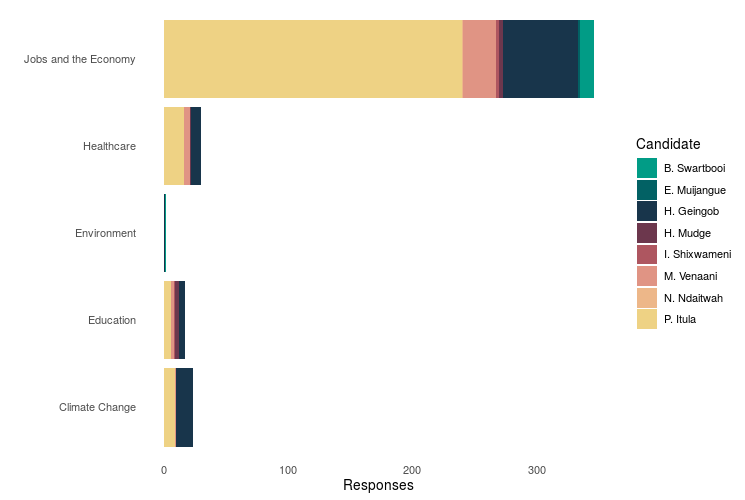 Jobs and the Economy
Healthcare
Environment
Education
Climate Change
0 100 200 300
Responses
Candidate
B. Swartbooi
E. Muijangue
H. Geingob
H. Mudge
I. Shixwameni
M. Venaani
N. Ndaitwah
P. Itula